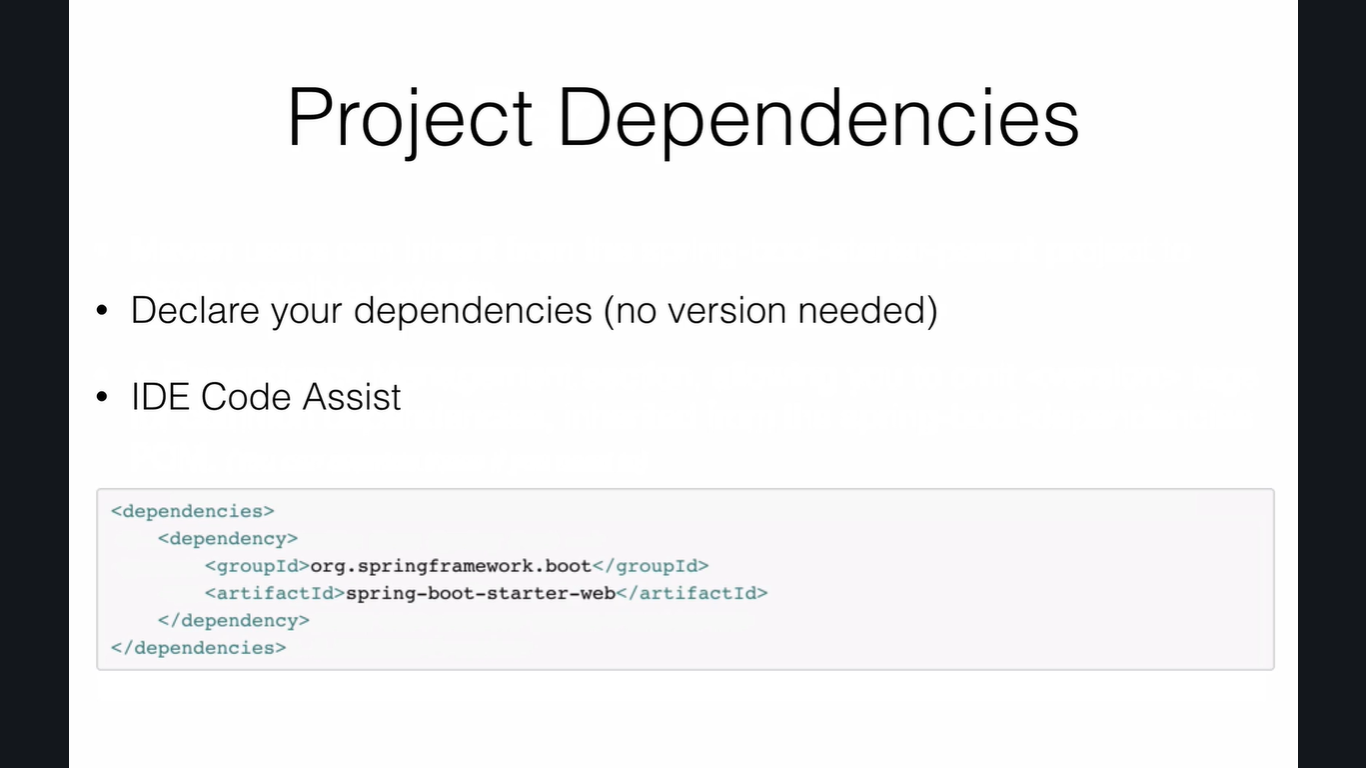 Project Dependencies
• Declare your dependencies (no version needed)
• IDE Code Assist
<dependencies>
    <dependency>
        <groupId>org.springframework.boot</groupId>
        <artifactId>spring-boot-starter-web</artifactId>
    </dependency>
</dependencies>